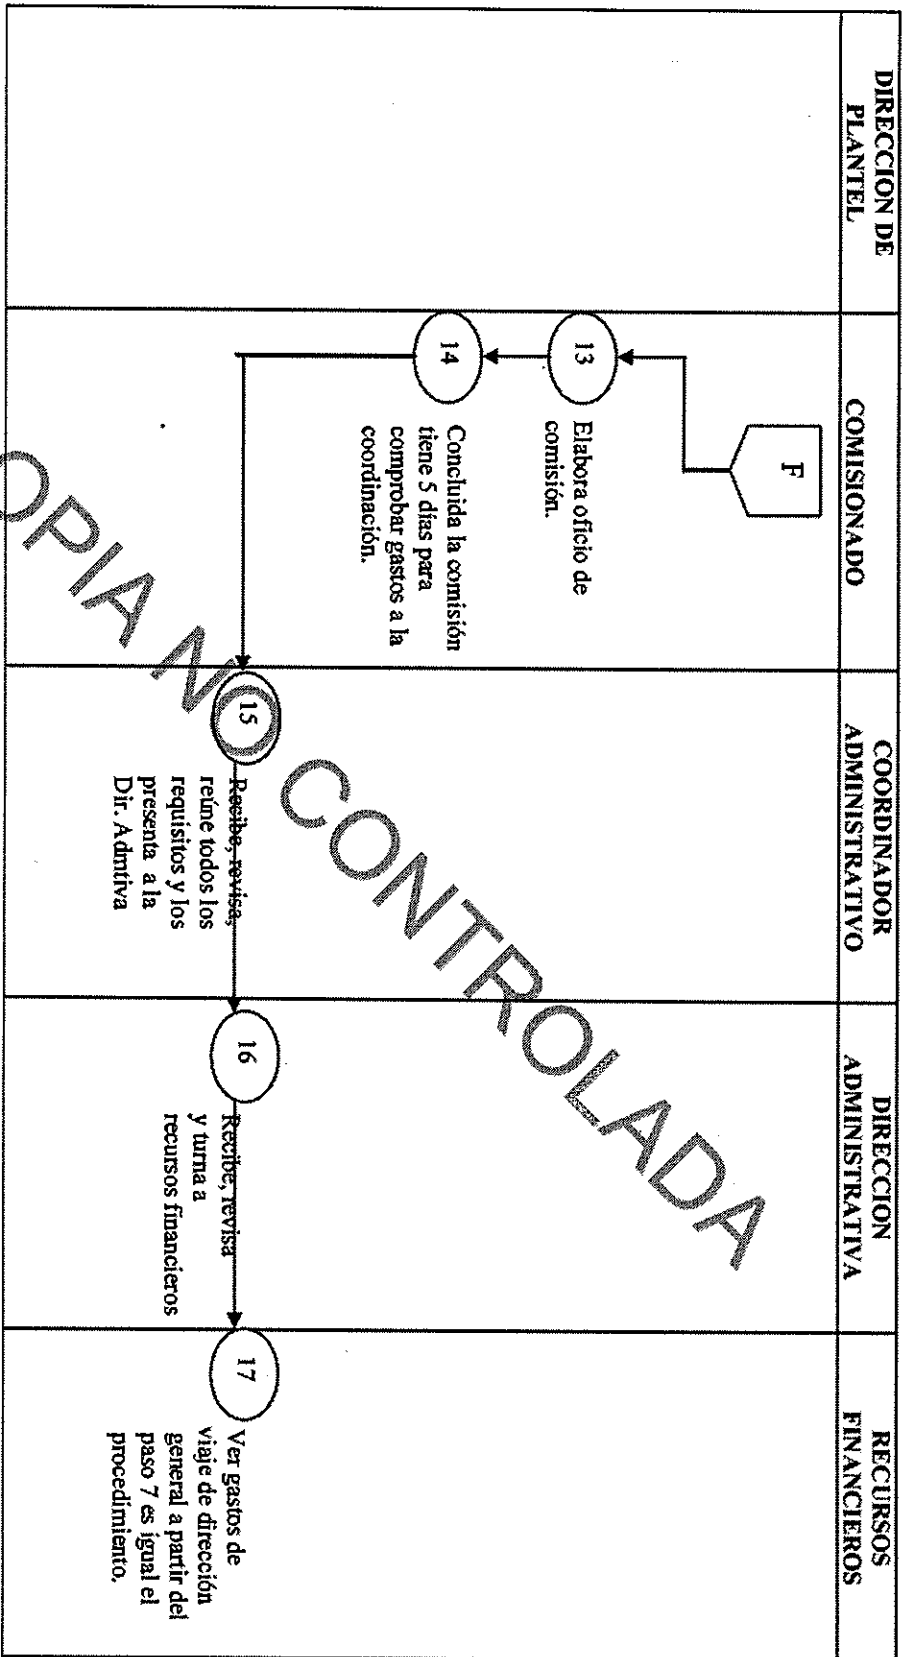 DIRECCION DE
PLANTEL
COMISIONADO
COORDINADOR
ADMINISTRATIVO
DIRECCION
ADMINISTRATIVA
RECURSOS
FINANCIEROS
F
13
Elabora oficio de
comisión.
14
Concluida la comisión
tiene 5 días para
comprobar gastos a la
coordinación.
15
Recibe, revisa,
reúne todos los
requisitos y los
presenta a la
Dir. Admtiva
16
Recibe, revisa
y turna a
recursos financieros
17
Ver gastos de
viaje de dirección
general a partir del
paso 7 es igual el
procedimiento.
OPIA NO CONTROLADA